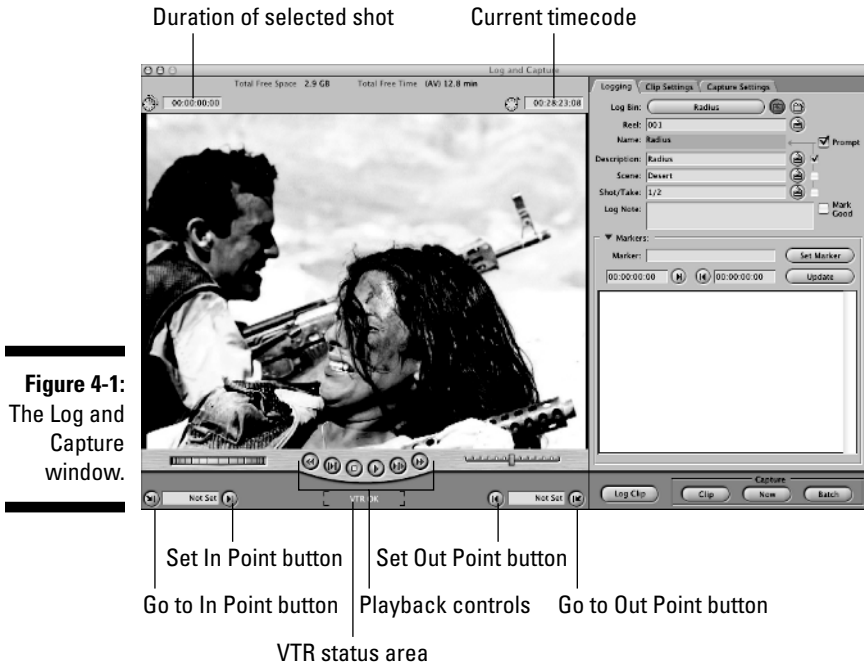 Duration of selected shot
Current timecode
Log and Capture
Total Free Space 2.9 GB Total Free Time (AV) 12.8 min
00:00:00:00
00:28:23:08
Logging Clip Settings Capture Settings
Log Bin: Radius
Reel: 001
Name: Radius
Prompt
Description: Radius
Scene: Desert
Shot/Take: 1/2
Log Note:
Mark Good
Markers:
Marker:
Set Marker
00:00:00:00
00:00:00:00
Update
Figure 4-1:
The Log and
Capture
window.
Not Set
VTR OK
Not Set
Log Clip
Capture
Clip
Now
Batch
Set In Point button
Set Out Point button
Go to In Point button
Playback controls
Go to Out Point button
VTR status area